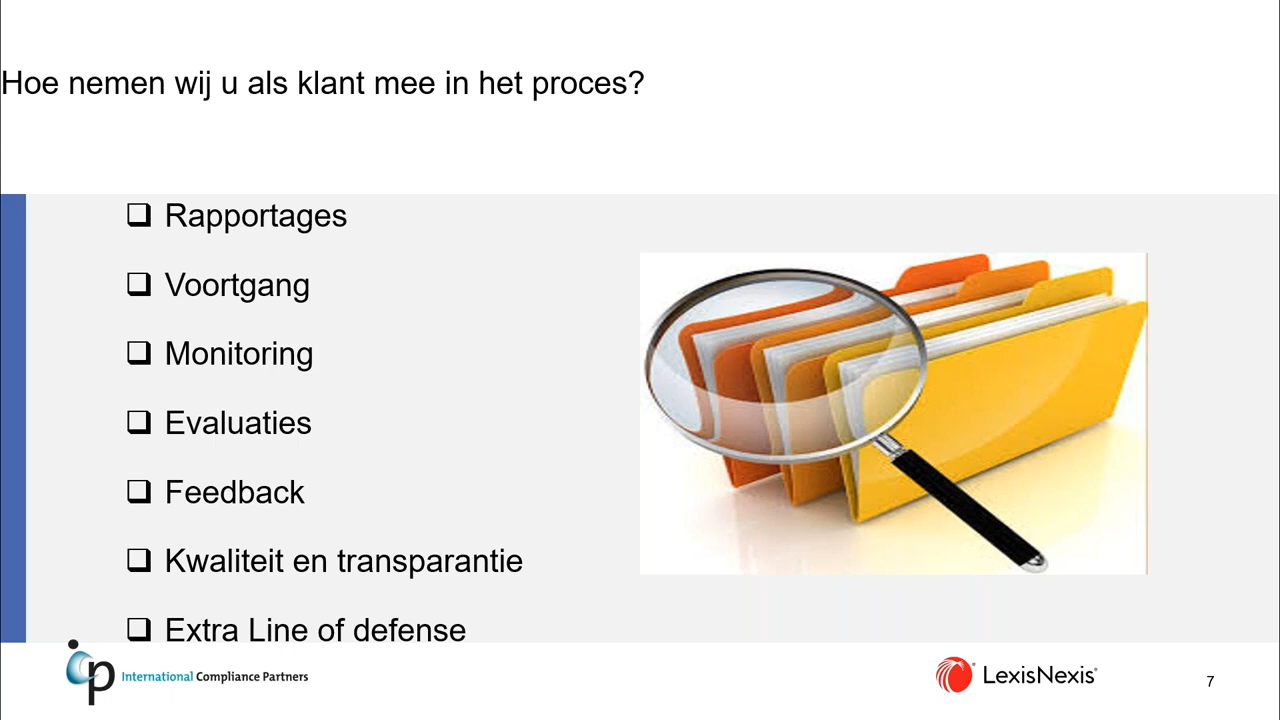 Hoe nemen wij u als klant mee in het proces?
❑ Rapportages
❑ Voortgang
❑ Monitoring
❑ Evaluaties
❑ Feedback
❑ Kwaliteit en transparantie
❑ Extra Line of defense
icp International Compliance Partners
LexisNexis®
7